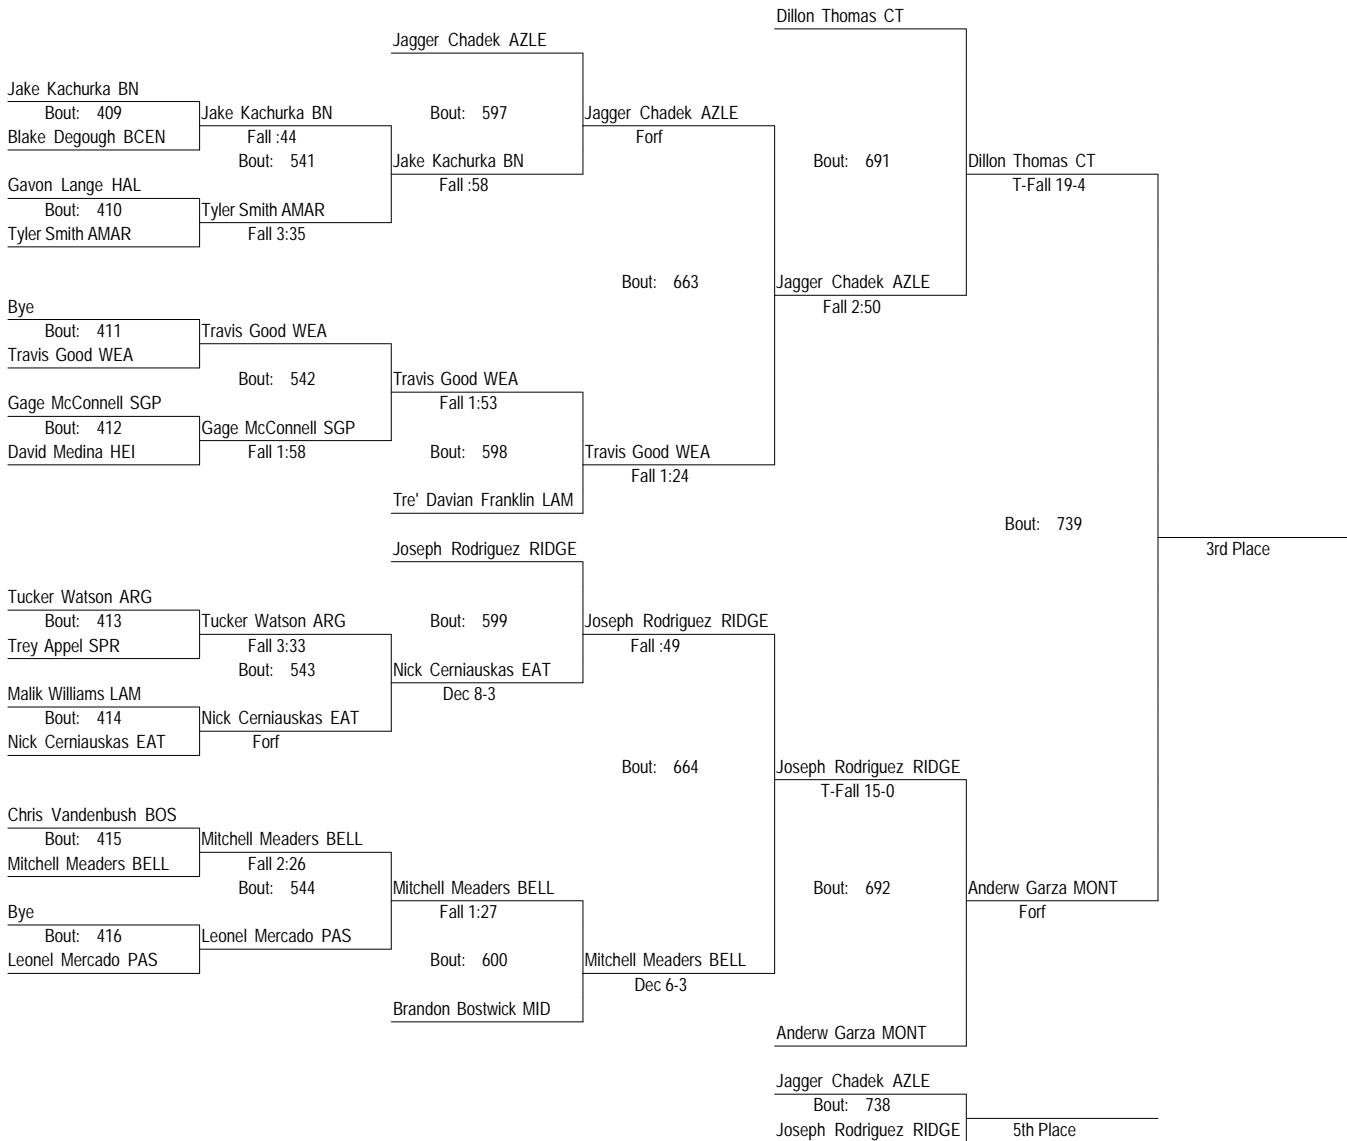 Dillon Thomas CT
Jagger Chadek AZLE
Jake Kachurka BN
Bout: 409
Jake Kachurka BN
Bout: 597
Jagger Chadek AZLE
Blake Degough BCEN
Fall :44
Forf
Bout: 541
Jake Kachurka BN
Bout: 691
Dillon Thomas CT
Gavon Lange HAL
Fall :58
T-Fall 19-4
Bout: 410
Tyler Smith AMAR
Tyler Smith AMAR
Fall 3:35
Bout: 663
Jagger Chadek AZLE
Bye
Fall 2:50
Bout: 411
Travis Good WEA
Travis Good WEA
Bout: 542
Travis Good WEA
Gage McConnell SGP
Fall 1:53
Bout: 412
Gage McConnell SGP
David Medina HEI
Fall 1:58
Bout: 598
Travis Good WEA
Fall 1:24
Tre' Davian Franklin LAM
Bout: 739
Joseph Rodriguez RIDGE
3rd Place
Tucker Watson ARG
Bout: 413
Tucker Watson ARG
Bout: 599
Joseph Rodriguez RIDGE
Trey Appel SPR
Fall 3:33
Fall :49
Bout: 543
Nick Cerniauskas EAT
Malik Williams LAM
Dec 8-3
Bout: 414
Nick Cerniauskas EAT
Nick Cerniauskas EAT
Forf
Bout: 664
Joseph Rodriguez RIDGE
T-Fall 15-0
Chris Vandenbush BOS
Bout: 415
Mitchell Meaders BELL
Mitchell Meaders BELL
Fall 2:26
Bout: 544
Mitchell Meaders BELL
Bout: 692
Anderw Garza MONT
Bye
Fall 1:27
Forf
Bout: 416
Leonel Mercado PAS
Leonel Mercado PAS
Bout: 600
Mitchell Meaders BELL
Dec 6-3
Brandon Bostwick MID
Anderw Garza MONT
Jagger Chadek AZLE
Bout: 738
Joseph Rodriguez RIDGE
5th Place